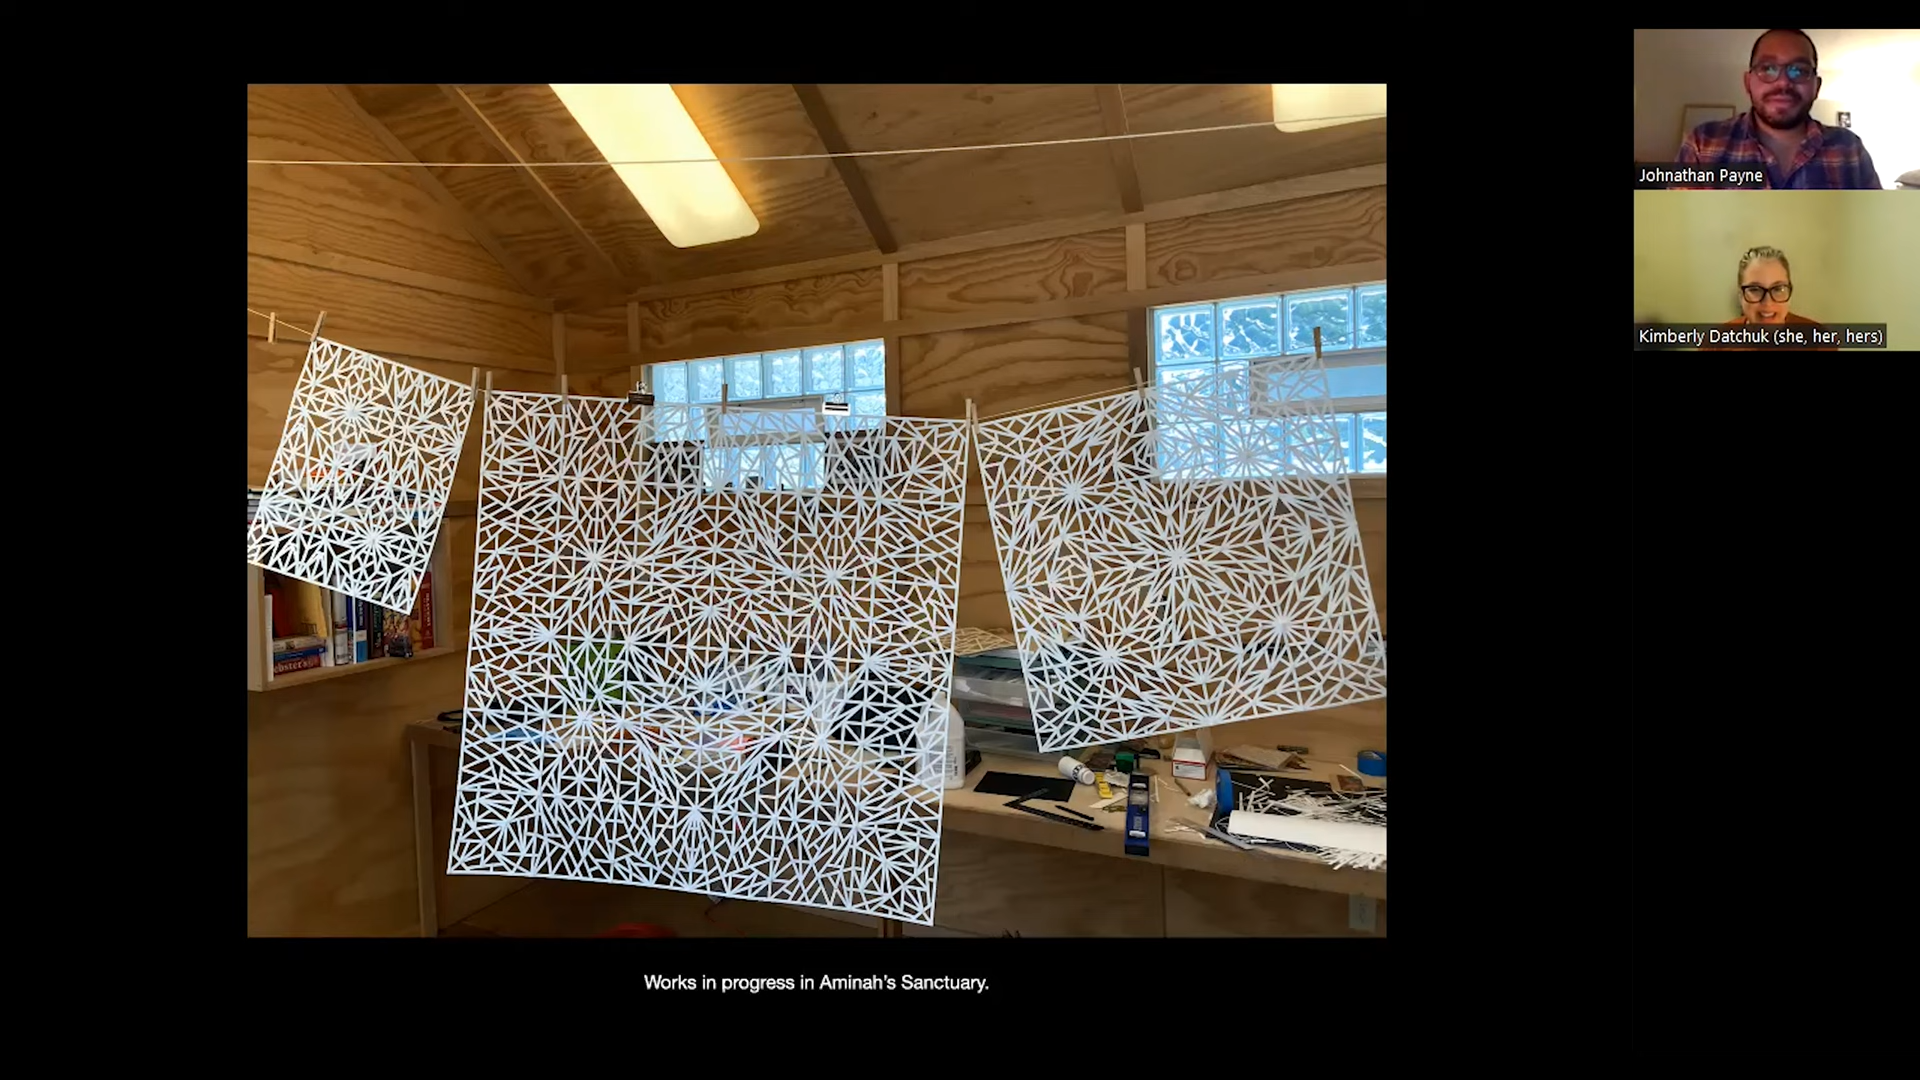 Johnathan Payne
Kimberly Datchuk (she, her, hers)
Works in progress in Aminah's Sanctuary.